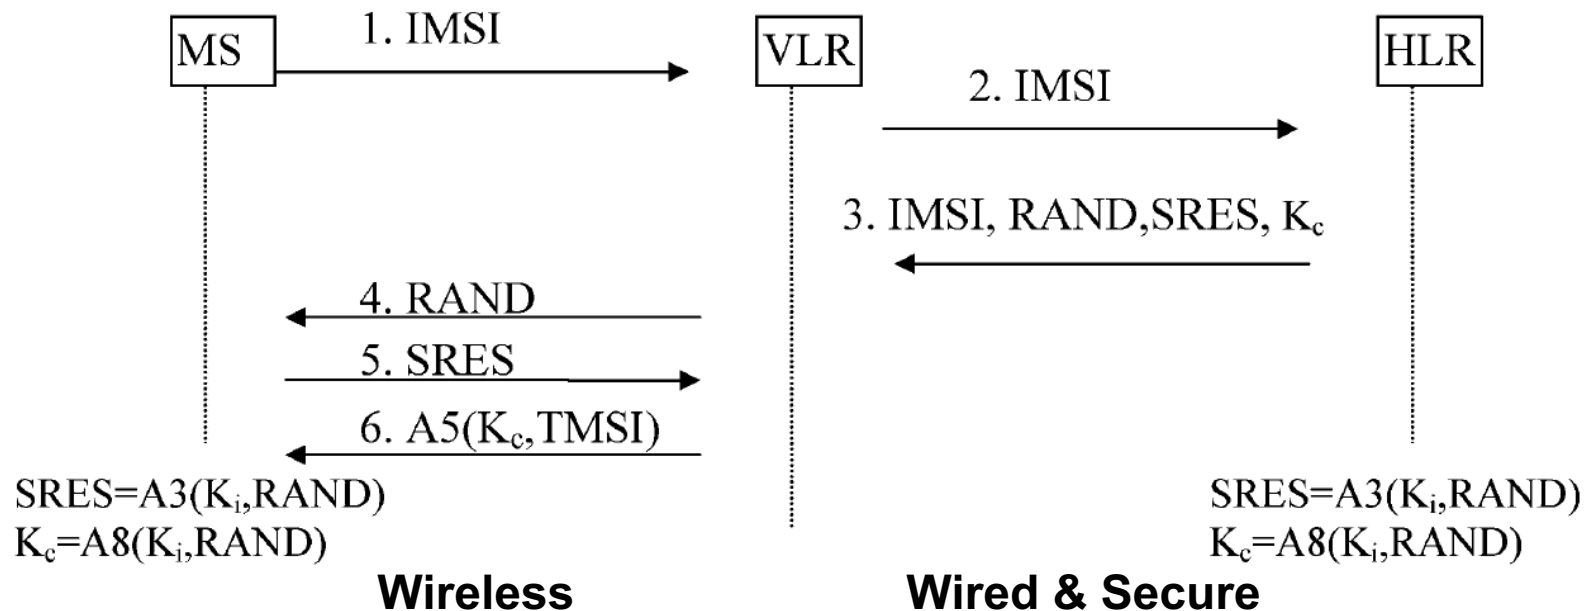 MS
1. IMSI
VLR
HLR
2. IMSI
3. IMSI, RAND,SRES, Kc
4. RAND
5. SRES
6. A5(Kc,TMSI)
SRES=A3(Ki,RAND)
Kc=A8(Ki,RAND)
SRES=A3(Ki,RAND)
Kc=A8(Ki,RAND)
Wireless
Wired & Secure